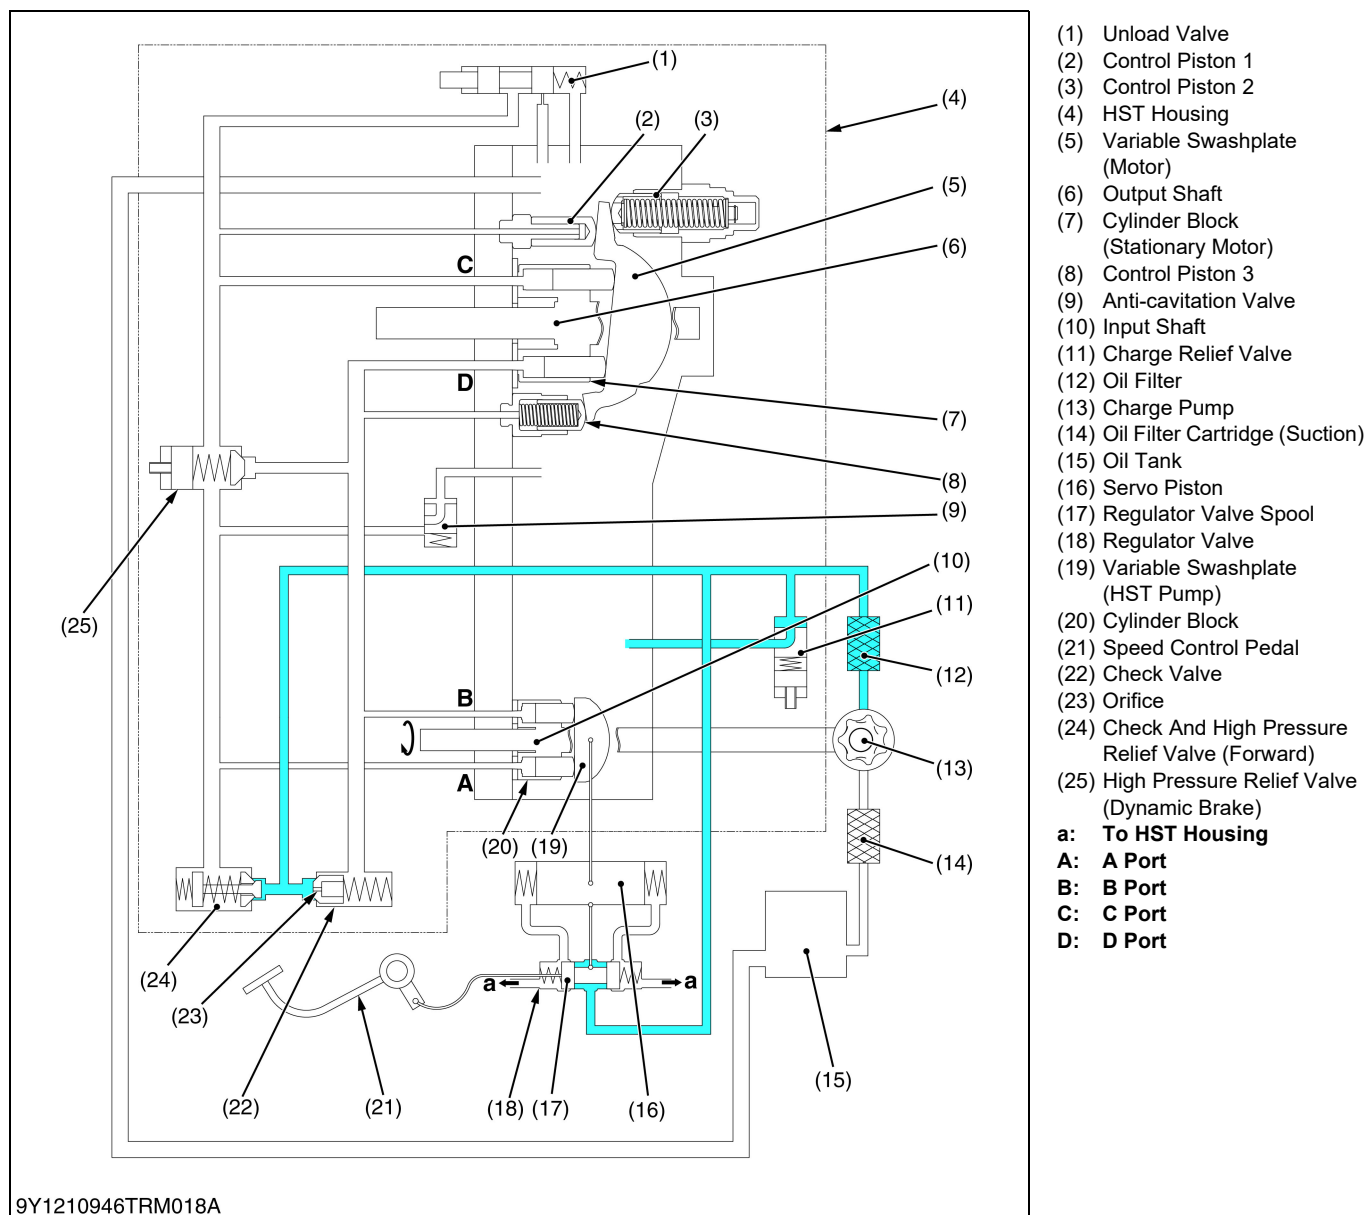 (1)
(2)
(3)
(4)
(5)
(6)
(7)
(8)
(9)
(10)
(11)
(12)
(13)
(14)
(15)
(16)
(17)
(18)
(19)
(20)
(21)
(22)
(23)
(24)
(25)
C
D
B
A
a
a
9Y1210946TRM018A
(1) Unload Valve
(2) Control Piston 1
(3) Control Piston 2
(4) HST Housing
(5) Variable Swashplate
(Motor)
(6) Output Shaft
(7) Cylinder Block
(Stationary Motor)
(8) Control Piston 3
(9) Anti-cavitation Valve
(10) Input Shaft
(11) Charge Relief Valve
(12) Oil Filter
(13) Charge Pump
(14) Oil Filter Cartridge (Suction)
(15) Oil Tank
(16) Servo Piston
(17) Regulator Valve Spool
(18) Regulator Valve
(19) Variable Swashplate
(HST Pump)
(20) Cylinder Block
(21) Speed Control Pedal
(22) Check Valve
(23) Orifice
(24) Check And High Pressure
Relief Valve (Forward)
(25) High Pressure Relief Valve
(Dynamic Brake)
a: To HST Housing
A: A Port
B: B Port
C: C Port
D: D Port